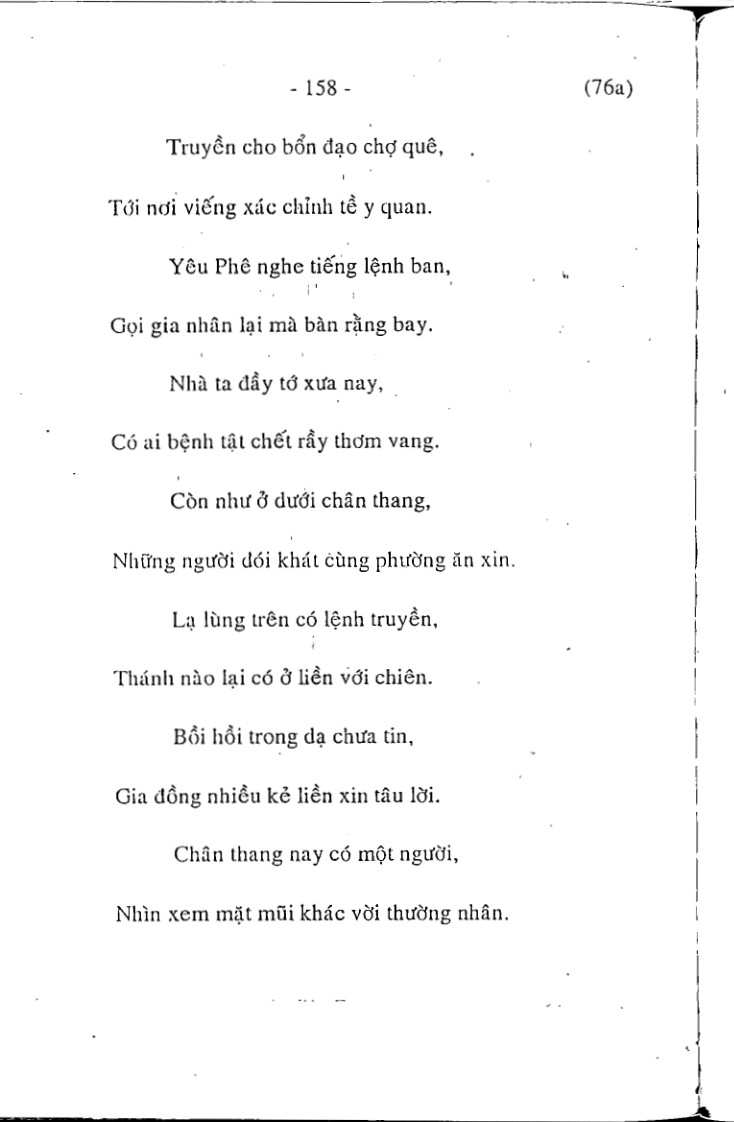 - 158 - (76a)
Truyền cho bổn đạo chợ quê,
Tới nơi viếng xác chỉnh tề y quan.
Yêu Phê nghe tiếng lệnh ban,
Gọi gia nhân lại mà bàn rằng bay.
Nhà ta đầy tớ xưa nay,
Có ai bệnh tật chết rầy thơm vang.
Còn như ở dưới chân thang,
Những người đói khát cùng phường ăn xin.
Lạ lùng trên có lệnh truyền,
Thánh nào lại có ở liền với chiên.
Bồi hồi trong dạ chưa tin,
Gia đồng nhiều kẻ liền xin tâu lời.
Chân thang nay có một người,
Nhìn xem mặt mũi khác vời thường nhân.